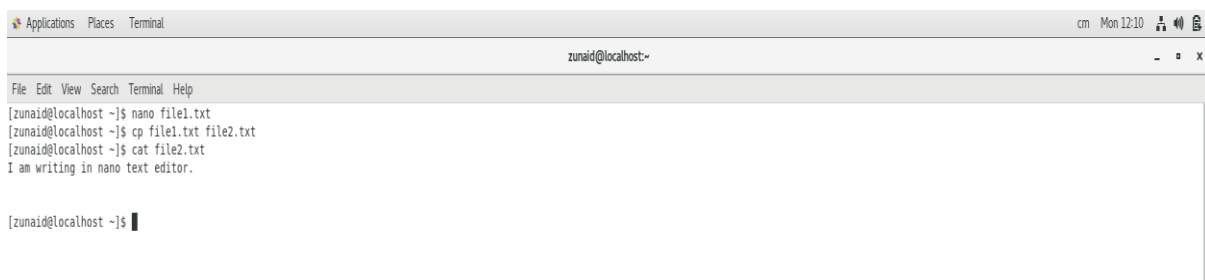 Applications Places Terminal cm Mon 12:10
zunaid@localhost:~
File Edit View Search Terminal Help
[zunaid@localhost ~]$ nano file1.txt
[zunaid@localhost ~]$ cp file1.txt file2.txt
[zunaid@localhost ~]$ cat file2.txt
I am writing in nano text editor.
[zunaid@localhost ~]$